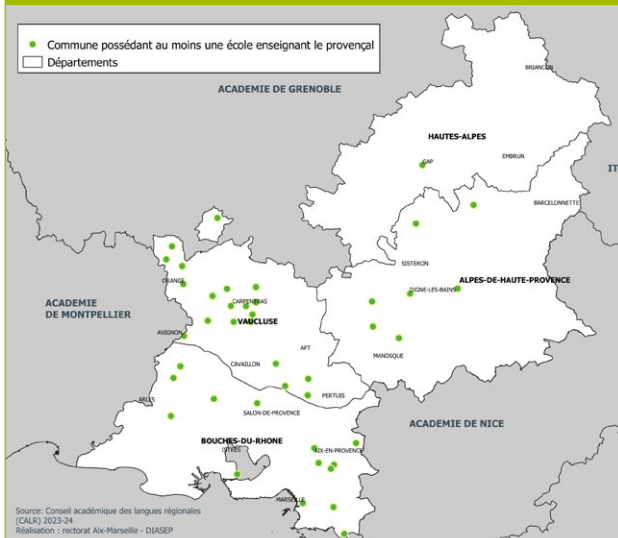 Commune possédant au moins une école enseignant le provençal
Départements
BRIANCON
ACADEMIE DE GRENOBLE
HAUTES-ALPES
GAP
EMBRUN
IT
BARCELONNETTE
SISTERON
ORANGE
ALPES-DE-HAUTE-PROVENCE
DIGNE-LES-BAINS
ACADEMIE
DE MONTPELLIER
CARPENTRAS
VAUCLUSE
AVIGNON
APT
MANOSQUE
CAVAILLON
PERTUIS
ARLES
SALON-DE-PROVENCE
ACADEMIE DE NICE
BOUCHES-DU-RHONE
ISTRES
AIX-EN-PROVENCE
MARSEILLE
Source: Conseil académique des langues régionales
(CALR) 2023-24
Réalisation : rectorat Aix-Marseille - DIASEP